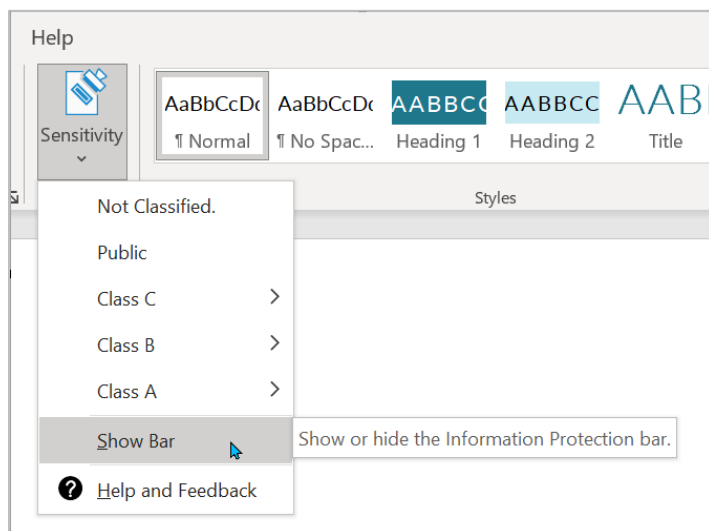 Help
Sensitivity
AaBbCcDc AaBbCcDc AABBCC AABBCC AAB
¶ Normal ¶ No Spac... Heading 1 Heading 2 Title
Styles
Not Classified.
Public
Class C
Class B
Class A
Show Bar
Show or hide the Information Protection bar.
Help and Feedback